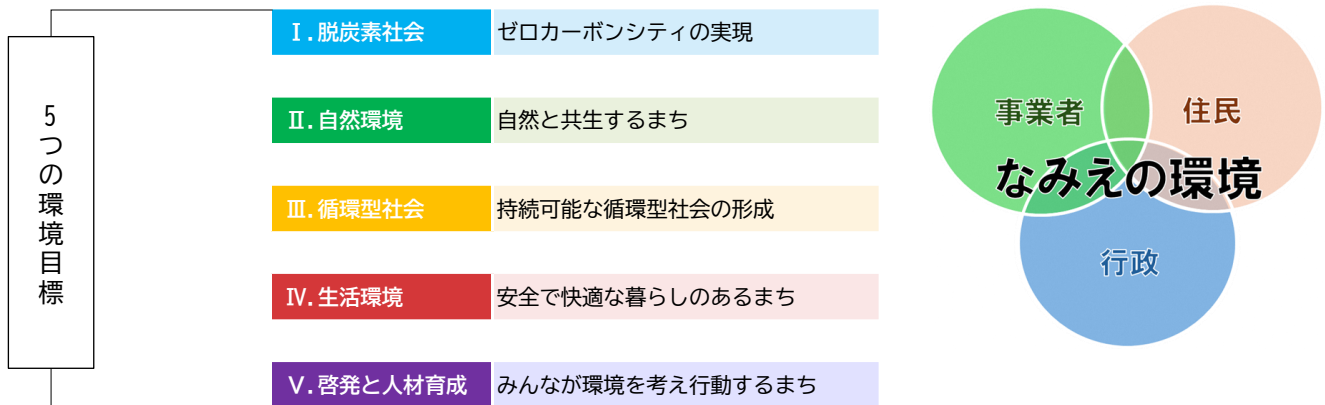 5つの環境目標
Ⅰ.脱炭素社会 ゼロカーボンシティの実現
Ⅱ.自然環境 自然と共生するまち
Ⅲ.循環型社会 持続可能な循環型社会の形成
Ⅳ.生活環境 安全で快適な暮らしのあるまち
Ⅴ.啓発と人材育成 みんなが環境を考え行動するまち
事業者 住民
なみえの環境
行政